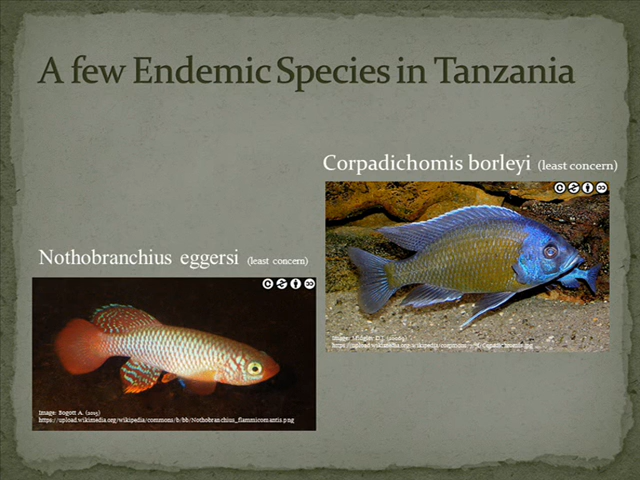 A few Endemic Species in Tanzania
Corpadichomis borleyi (least concern)
Nothobranchius eggersi (least concern)
Image: Bogott A. (2015)
https://upload.wikimedia.org/wikipedia/commons/b/bb/Nothobranchius_flammicomantis.png